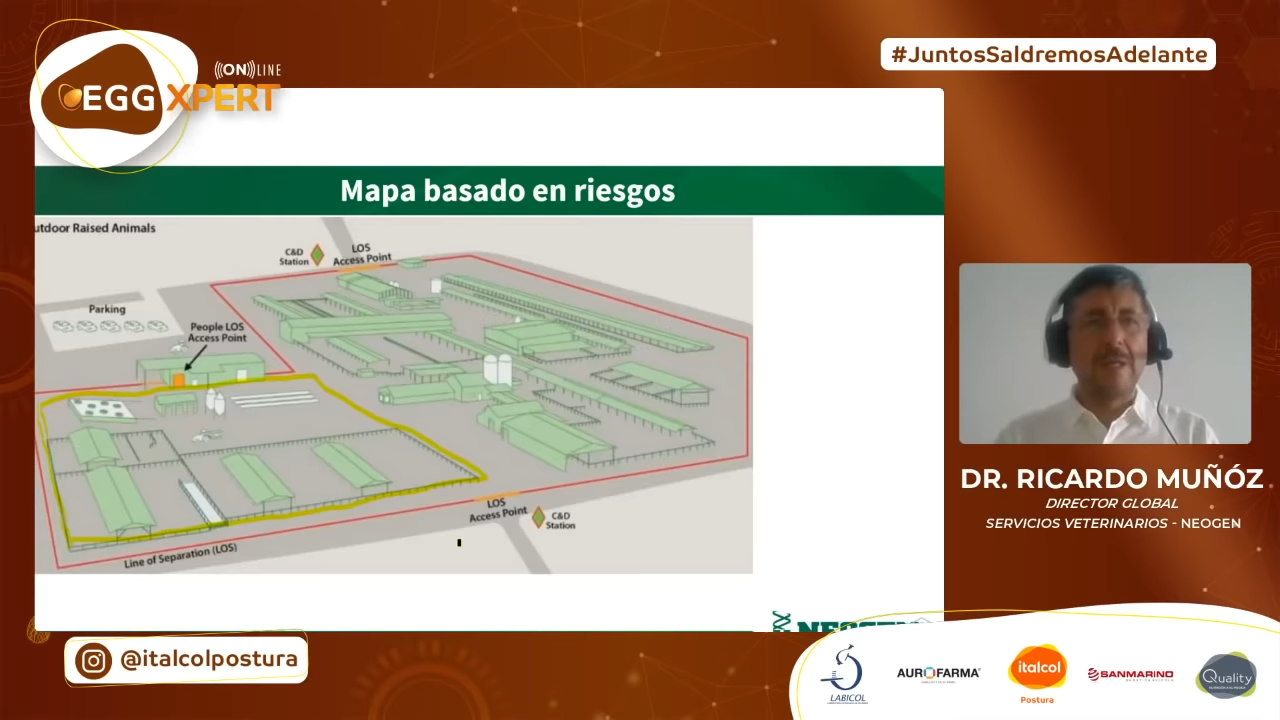 #JuntosSaldremosAdelante
((ON)) LINE
EGG XPERT
Mapa basado en riesgos
utdoor Raised Animals
C&D
Station
LOS
Access Point
Parking
People LOS
Access Point
LOS
Access Point
C&D
Station
Line of Separation (LOS)
NEOGEN
DR. RICARDO MUÑÓZ
DIRECTOR GLOBAL
SERVICIOS VETERINARIOS - NEOGEN
@italcolpostura
LABICOL
AUROFARMA
italcol
Postura
SANMARINO
Quality